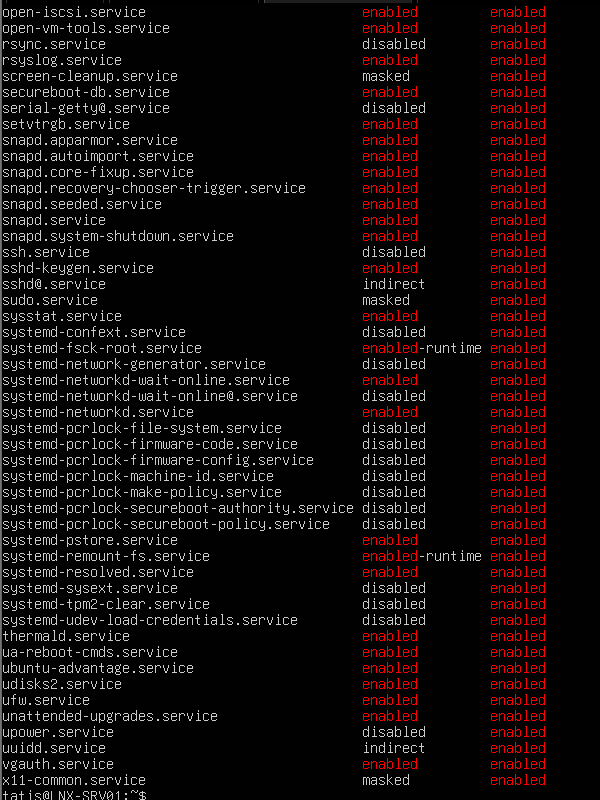 open-iscsi.service enabled enabled
open-vm-tools.service enabled enabled
rsync.service disabled enabled
rsyslog.service enabled enabled
screen-cleanup.service masked enabled
secureboot-db.service enabled enabled
serial-getty@.service disabled enabled
setvtrgb.service enabled enabled
snapd.apparmor.service enabled enabled
snapd.autoimport.service enabled enabled
snapd.core-fixup.service enabled enabled
snapd.recovery-chooser-trigger.service enabled enabled
snapd.seeded.service enabled enabled
snapd.service enabled enabled
snapd.system-shutdown.service enabled enabled
ssh.service disabled enabled
sshd-keygen.service enabled enabled
sshd@.service indirect enabled
sudo.service masked enabled
sysstat.service enabled enabled
systemd-confext.service disabled enabled
systemd-fsck-root.service enabled-runtime enabled
systemd-network-generator.service disabled enabled
systemd-networkd-wait-online.service enabled enabled
systemd-networkd-wait-online@.service disabled enabled
systemd-networkd.service enabled enabled
systemd-pcrlock-file-system.service disabled enabled
systemd-pcrlock-firmware-code.service disabled enabled
systemd-pcrlock-firmware-config.service disabled enabled
systemd-pcrlock-machine-id.service disabled enabled
systemd-pcrlock-make-policy.service disabled enabled
systemd-pcrlock-secureboot-authority.service disabled enabled
systemd-pcrlock-secureboot-policy.service disabled enabled
systemd-pstore.service enabled enabled
systemd-remount-fs.service enabled-runtime enabled
systemd-resolved.service enabled enabled
systemd-sysext.service disabled enabled
systemd-tpm2-clear.service disabled enabled
systemd-udev-load-credentials.service disabled enabled
thermald.service enabled enabled
ua-reboot-cmds.service enabled enabled
ubuntu-advantage.service enabled enabled
udisks2.service enabled enabled
ufw.service enabled enabled
unattended-upgrades.service enabled enabled
upower.service disabled enabled
uuidd.service indirect enabled
vgauth.service enabled enabled
x11-common.service masked enabled
tatis@LNX-SRV01:~$